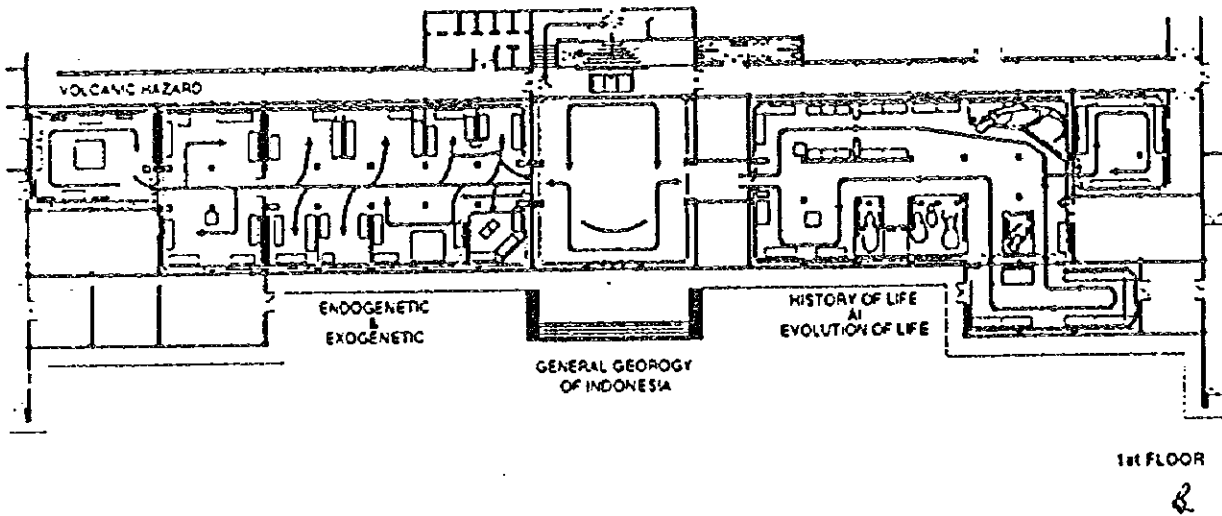 VOLCANIC HAZARD
ENDOGENETIC
&
EXOGENETIC
GENERAL GEOROGY
OF INDONESIA
HISTORY OF LIFE
AI
EVOLUTION OF LIFE
1st FLOOR